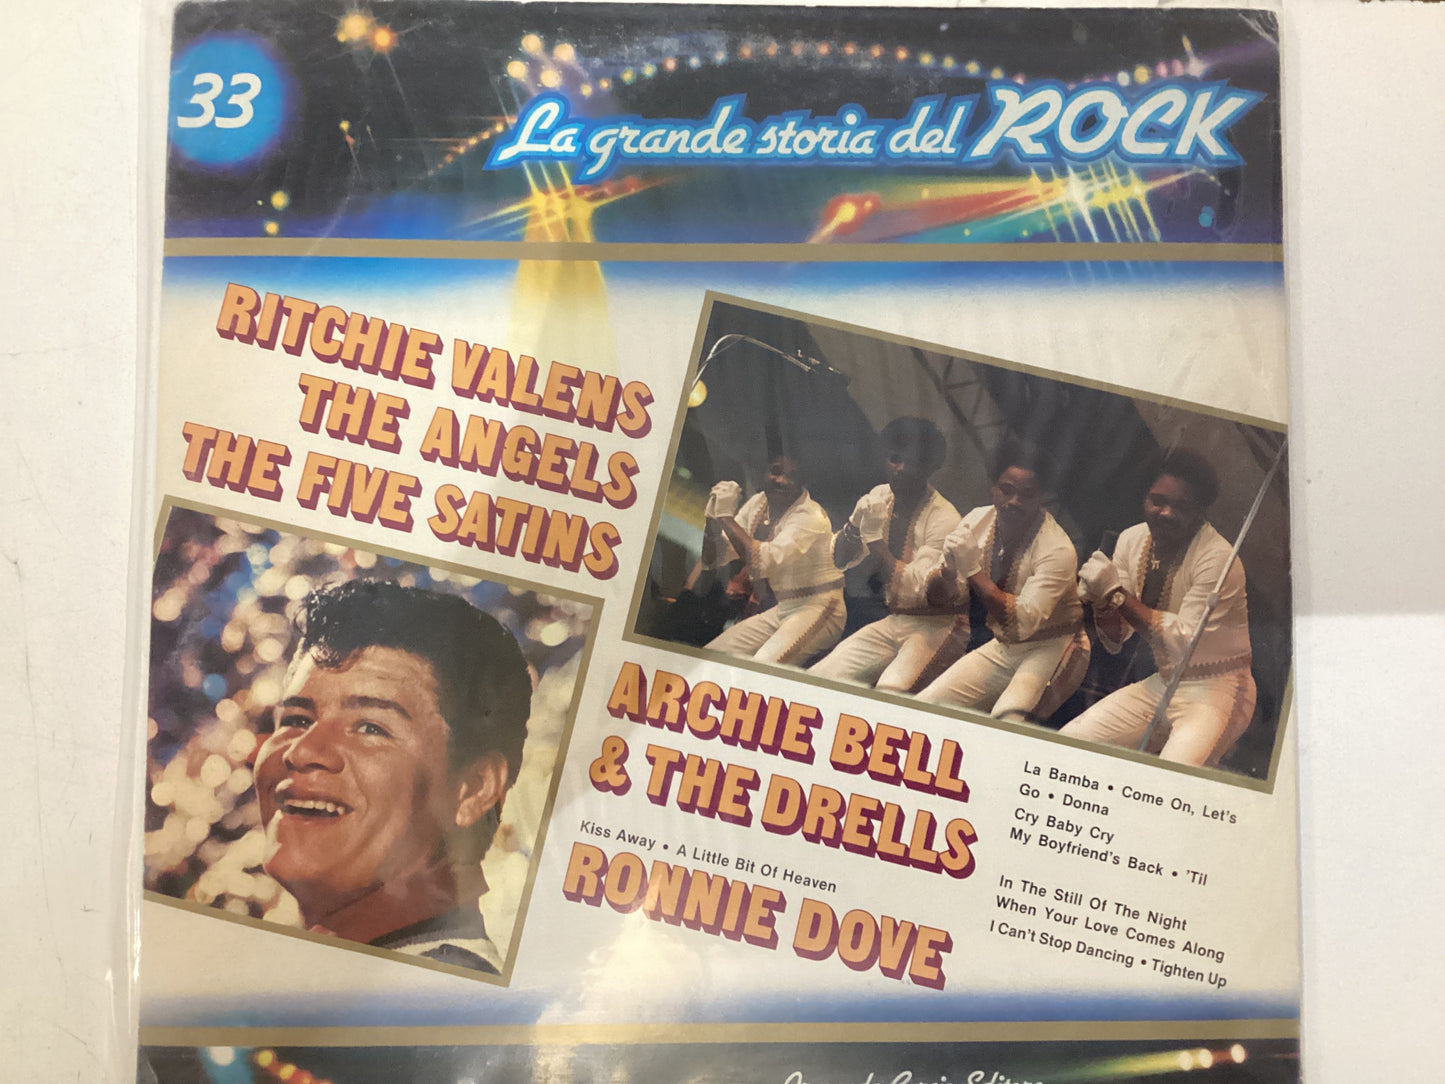 33
La grande storia del ROCK
RITCHIE VALENS
THE ANGELS
THE FIVE SATINS
ARCHIE BELL
& THE DRELLS
Kiss Away • A Little Bit Of Heaven
RONNIE DOVE
La Bamba • Come On, Let's
Go • Donna
Cry Baby Cry
My Boyfriend's Back • 'Til
In The Still Of The Night
When Your Love Comes Along
I Can't Stop Dancing • Tighten Up